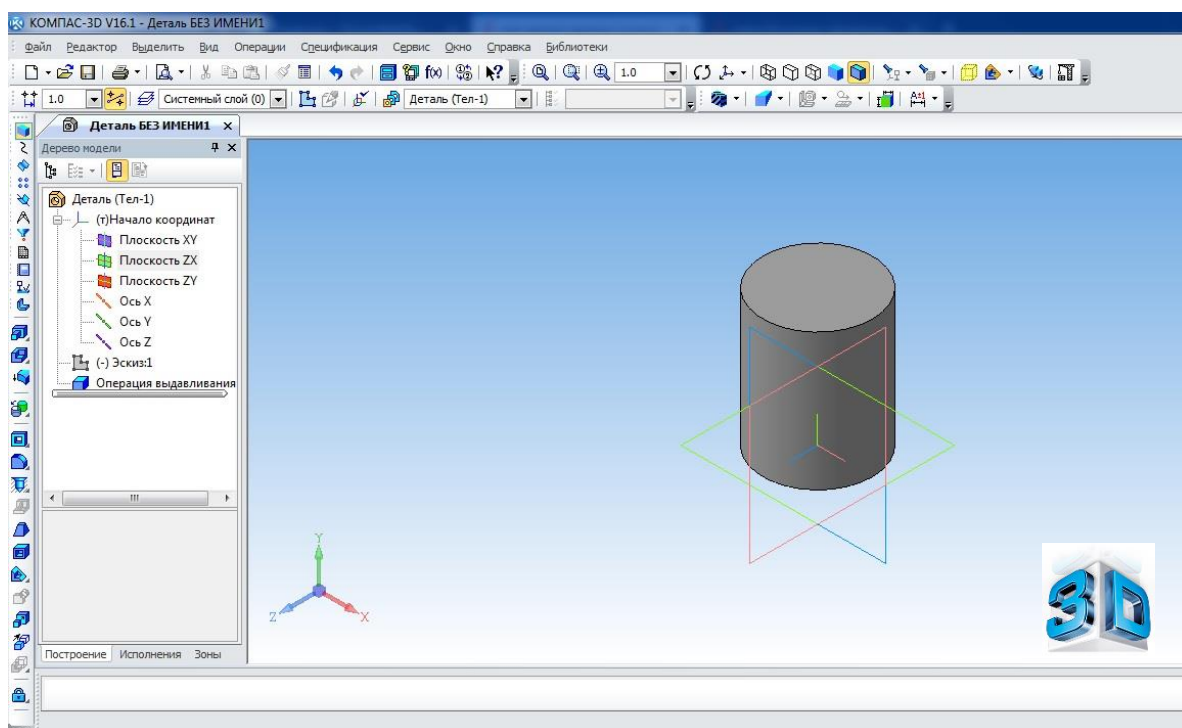 КОМПАС-3D V16.1 - Деталь БЕЗ ИМЕНИ1
Файл Редактор Выделить Вид Операции Спецификация Сервис Окно Справка Библиотеки
1.0
1.0 Системный слой (0) Деталь (Тел-1)
Деталь БЕЗ ИМЕНИ1
Дерево модели
Деталь (Тел-1)
(т)Начало координат
Плоскость XY
Плоскость ZX
Плоскость ZY
Ось X
Ось Y
Ось Z
(-) Эскиз:1
Операция выдавливания
Y
Z X
3D
Построение Исполнения Зоны